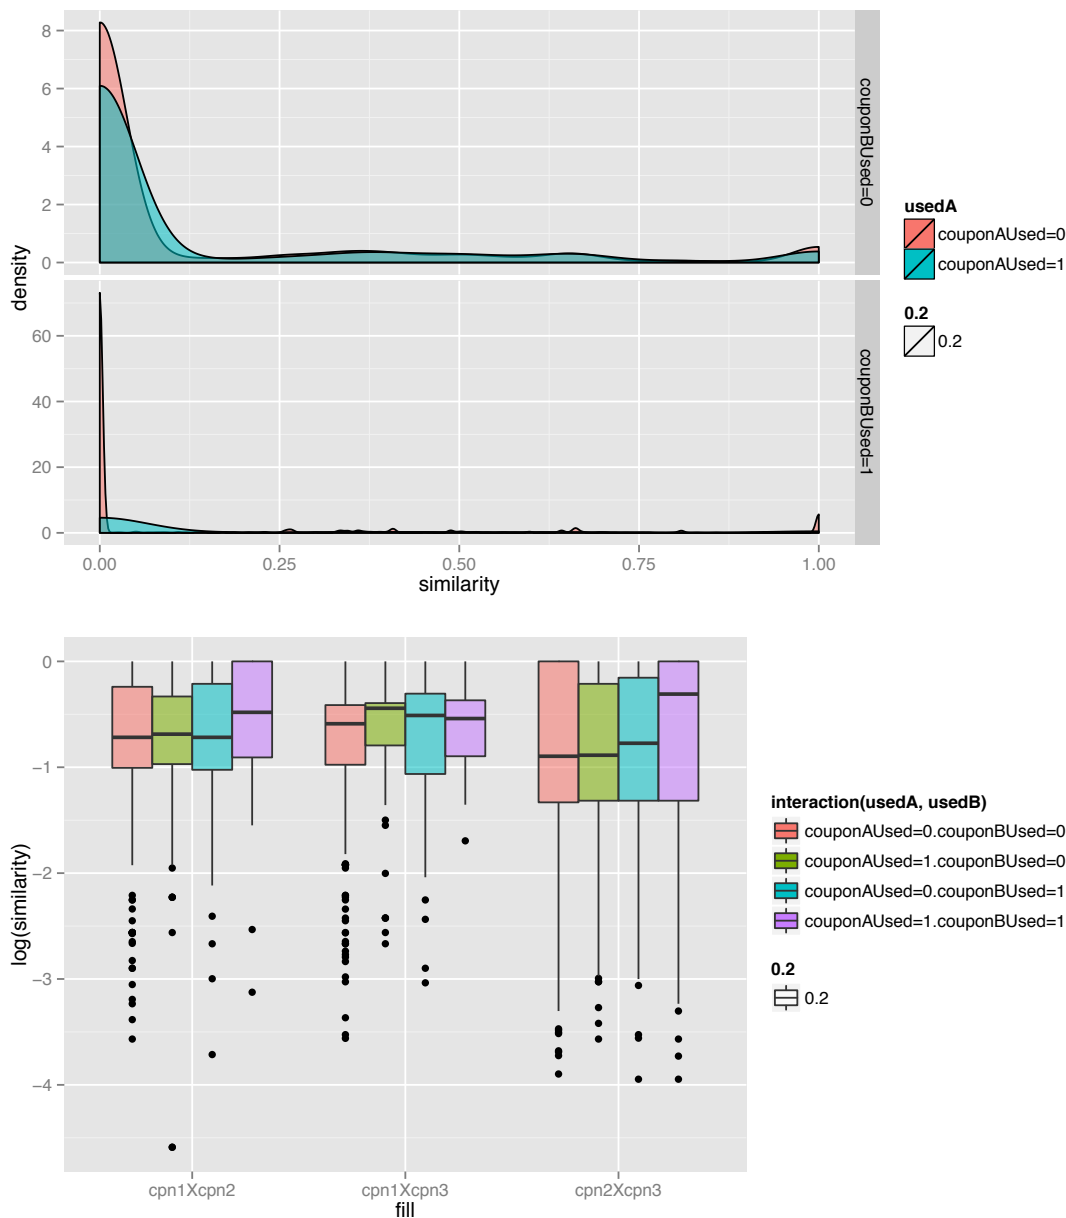 8
6
4
2
0
couponBUsed=0
density
60
40
20
0
couponBUsed=1
0.00 0.25 0.50 0.75 1.00
similarity
usedA
couponAUsed=0
couponAUsed=1
0.2
0.2
0
−1
−2
−3
−4
log(similarity)
cpn1Xcpn2 cpn1Xcpn3 cpn2Xcpn3
fill
interaction(usedA, usedB)
couponAUsed=0.couponBUsed=0
couponAUsed=1.couponBUsed=0
couponAUsed=0.couponBUsed=1
couponAUsed=1.couponBUsed=1
0.2
0.2